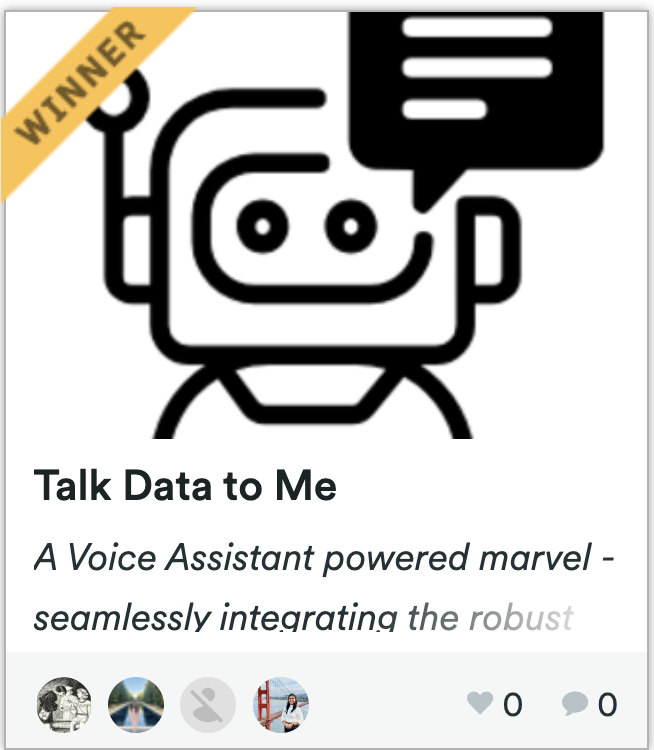 WINNER
Talk Data to Me
A Voice Assistant powered marvel -
seamlessly integrating the robust
0 0